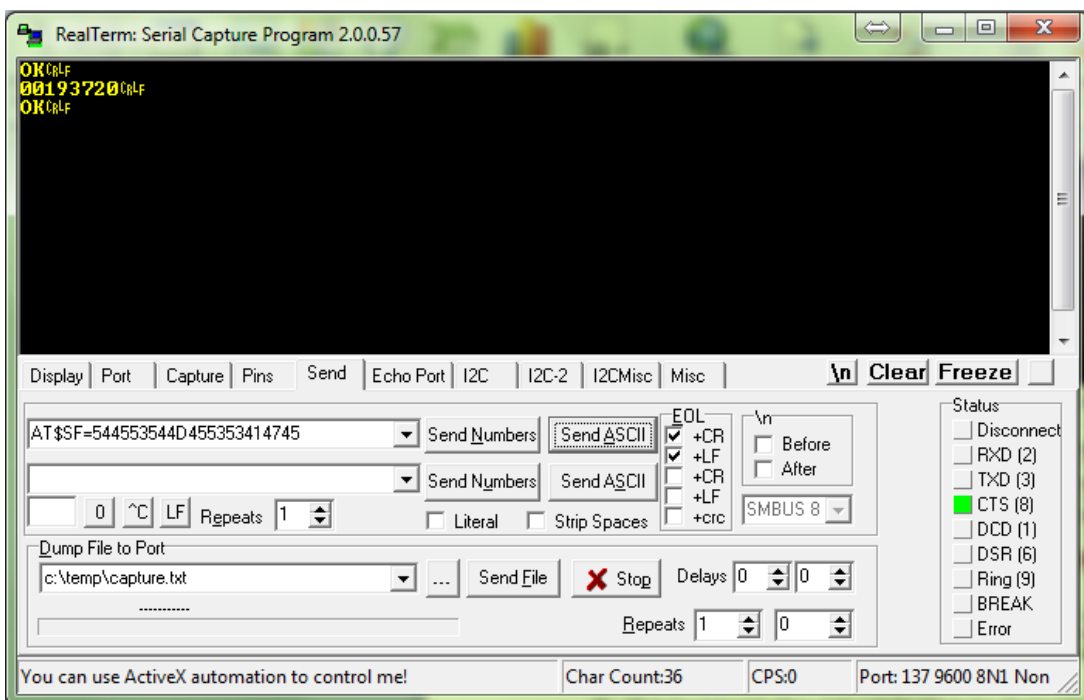 RealTerm: Serial Capture Program 2.0.0.57
OKCRLF
00193720CRLF
OKCRLF
Display Port Capture Pins Send Echo Port I2C I2C-2 I2CMisc Misc \n Clear Freeze
AT$SF=544553544D455353414745 Send Numbers Send ASCII
EOL
+CR
+LF
+CR
+LF
+crc
\n
Before
After
Send Numbers Send ASCII
SMBUS 8
0 ^C LF Repeats 1 Literal Strip Spaces
Dump File to Port
c:\temp\capture.txt ... Send File Stop Delays 0 0
Repeats 1 0
Status
Disconnect
RXD (2)
TXD (3)
CTS (8)
DCD (1)
DSR (6)
Ring (9)
BREAK
Error
You can use ActiveX automation to control me! Char Count:36 CPS:0 Port: 137 9600 8N1 Non